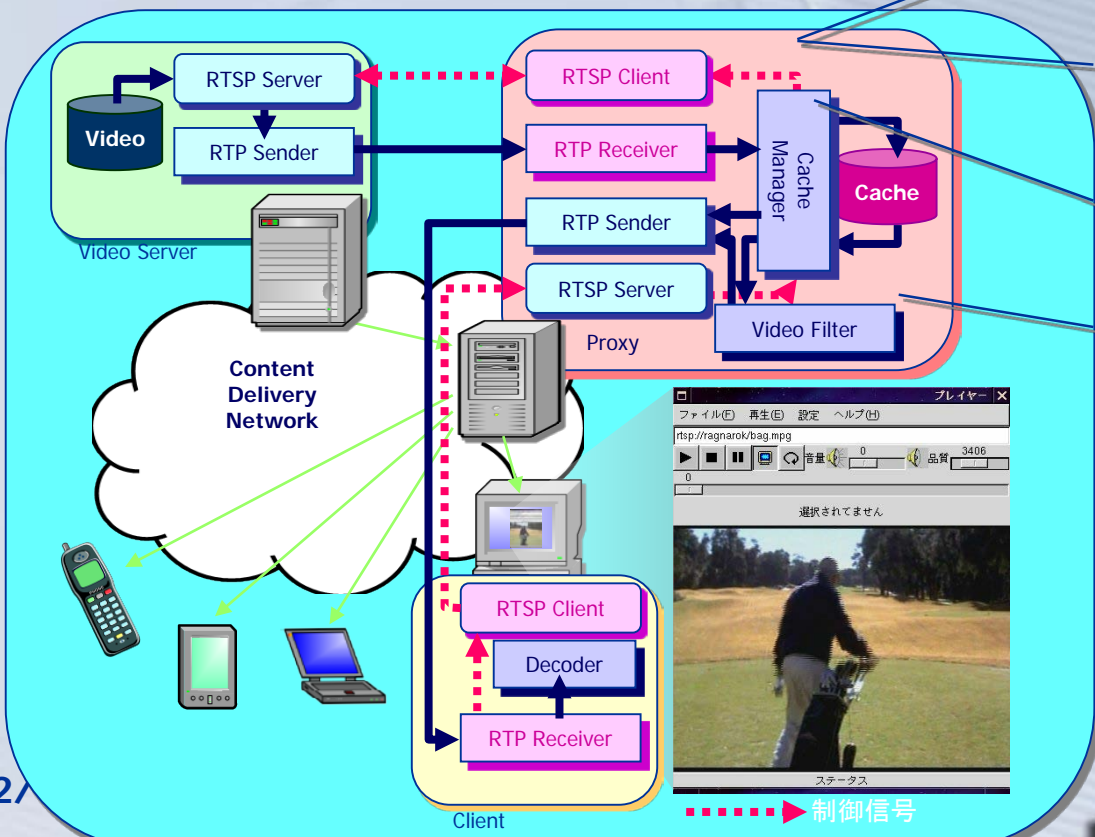 RTSP Server
Video
RTP Sender
Video Server
RTSP Client
RTP Receiver
Cache
Manager
Cache
RTP Sender
RTSP Server
Video Filter
Proxy
Content
Delivery
Network
プレイヤー
ファイル(F) 再生(E) 設定 ヘルプ(H)
rtsp://ragnarok/bag.mpg
音量 0 品質 3406
0
選択されてません
ステータス
RTSP Client
Decoder
RTP Receiver
Client
制御信号
2/